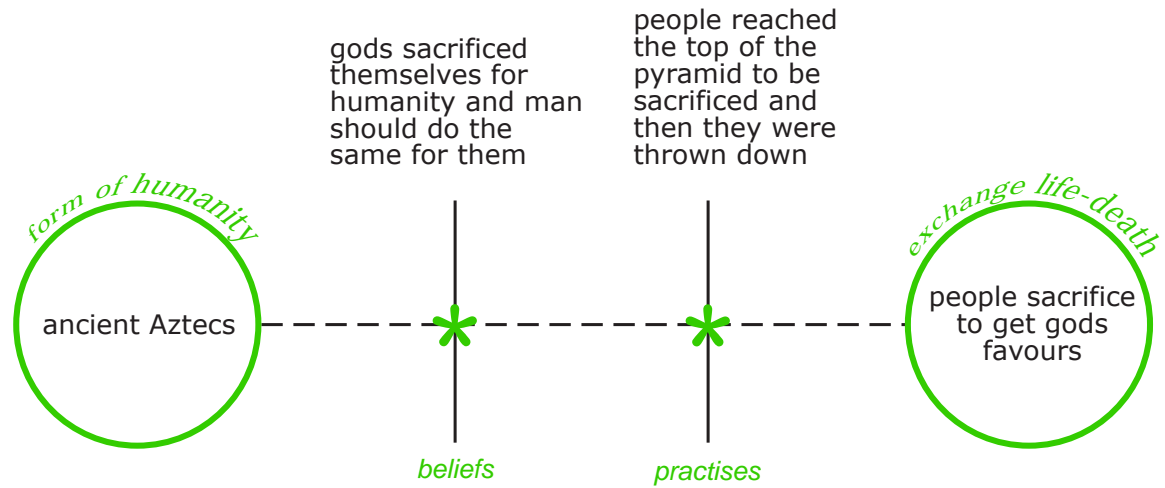 gods sacrificed
themselves for
humanity and man
should do the
same for them
people reached
the top of the
pyramid to be
sacrificed and
then they were
thrown down
form of humanity
ancient Aztecs
exchange life-death
people sacrifice
to get gods
favours
beliefs
practises